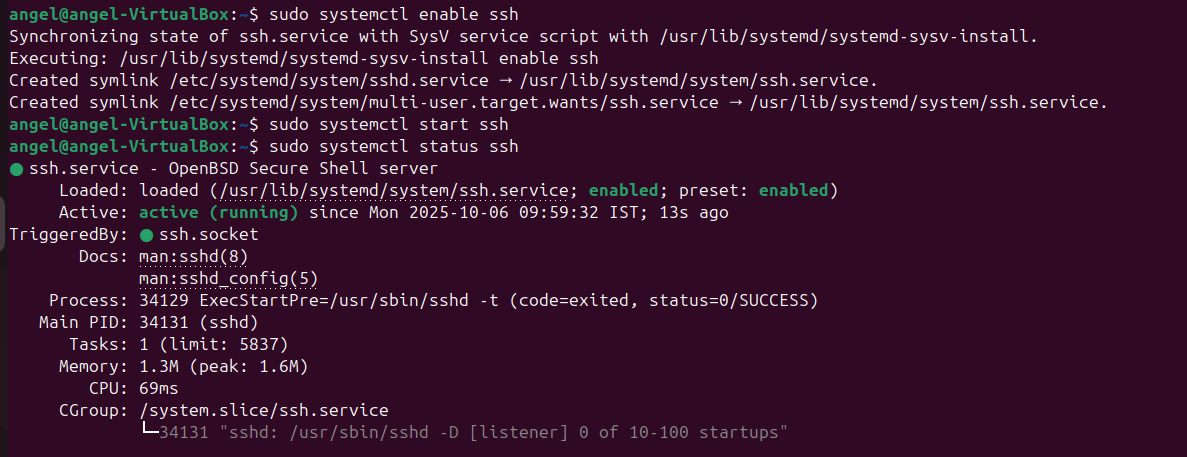 angel@angel-VirtualBox:~$ sudo systemctl enable ssh
Synchronizing state of ssh.service with SysV service script with /usr/lib/systemd/systemd-sysv-install.
Executing: /usr/lib/systemd/systemd-sysv-install enable ssh
Created symlink /etc/systemd/system/sshd.service → /usr/lib/systemd/system/ssh.service.
Created symlink /etc/systemd/system/multi-user.target.wants/ssh.service → /usr/lib/systemd/system/ssh.service.
angel@angel-VirtualBox:~$ sudo systemctl start ssh
angel@angel-VirtualBox:~$ sudo systemctl status ssh
● ssh.service - OpenBSD Secure Shell server
     Loaded: loaded (/usr/lib/systemd/system/ssh.service; enabled; preset: enabled)
     Active: active (running) since Mon 2025-10-06 09:59:32 IST; 13s ago
TriggeredBy: ● ssh.socket
       Docs: man:sshd(8)
             man:sshd_config(5)
    Process: 34129 ExecStartPre=/usr/sbin/sshd -t (code=exited, status=0/SUCCESS)
   Main PID: 34131 (sshd)
      Tasks: 1 (limit: 5837)
     Memory: 1.3M (peak: 1.6M)
        CPU: 69ms
     CGroup: /system.slice/ssh.service
             └─34131 "sshd: /usr/sbin/sshd -D [listener] 0 of 10-100 startups"